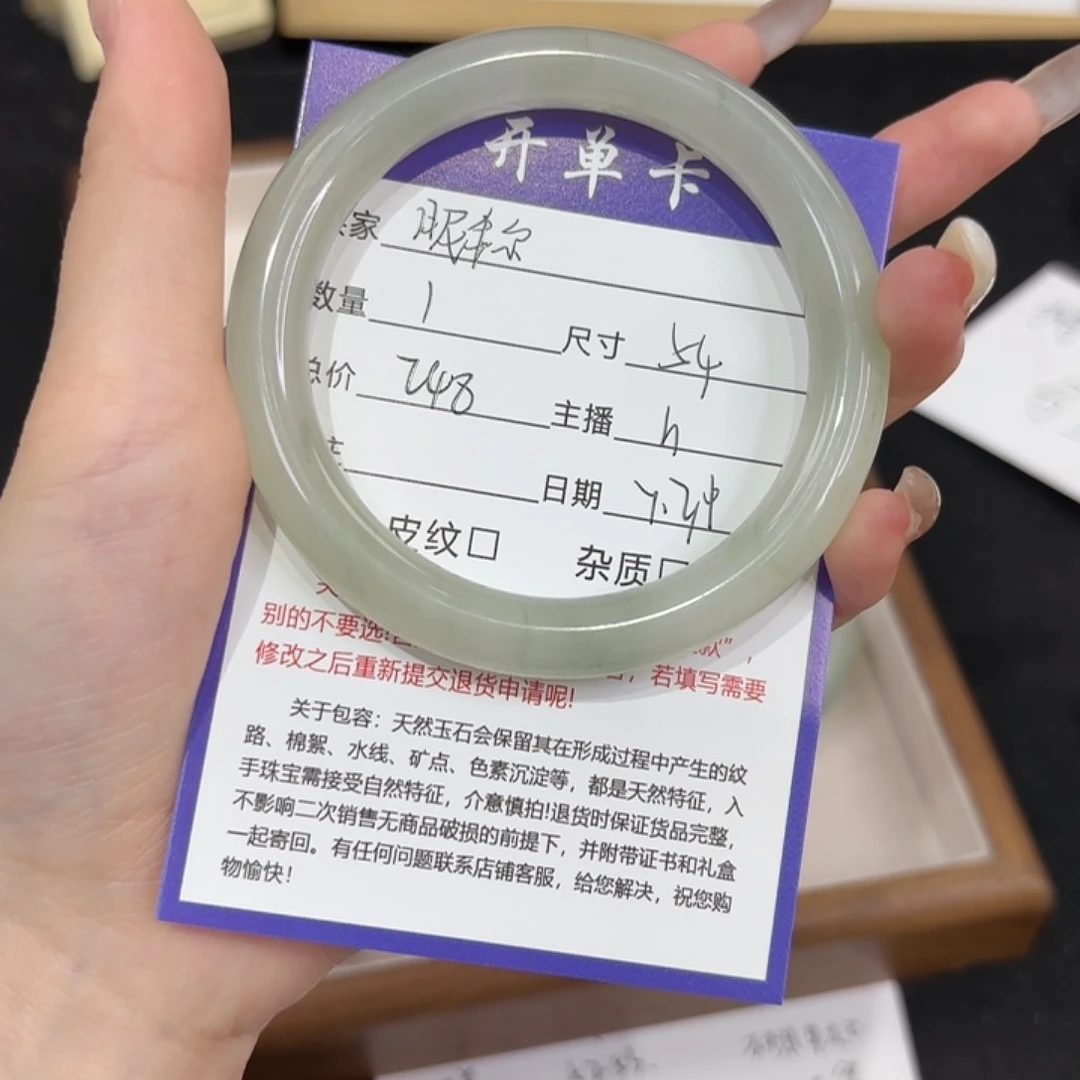 开单卡
家
数量 1 尺寸 54
总价 248 主播 h
日期
皮纹口 杂质口
别的不要选!
款”，
修改之后重新提交退货申请呢!
若填写需要
关于包容：天然玉石会保留其在形成过程中产生的纹
路、棉絮、水线、矿点、色素沉淀等，都是天然特征，入
手珠宝需接受自然特征，介意慎拍!退货时保证货品完整，
不影响二次销售无商品破损的前提下，并附带证书和礼盒
一起寄回。有任何问题联系店铺客服，给您解决，祝您购
物愉快!